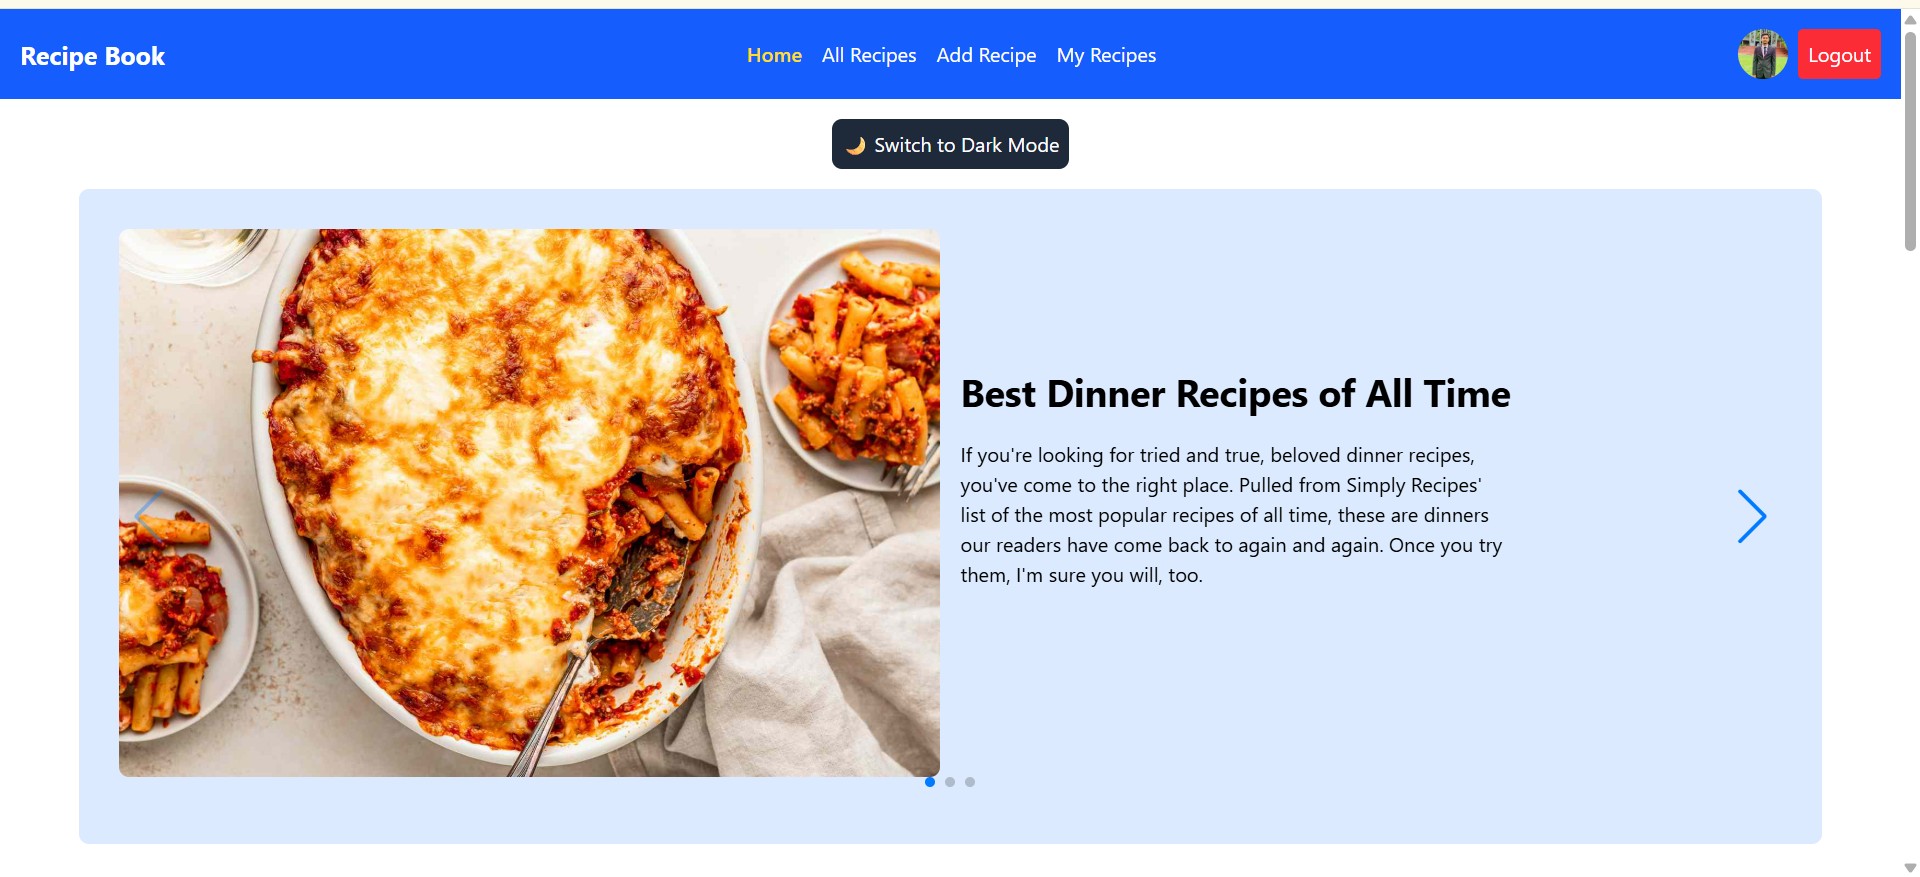 Recipe Book
Home All Recipes Add Recipe My Recipes
Logout
🌙 Switch to Dark Mode
Best Dinner Recipes of All Time
If you're looking for tried and true, beloved dinner recipes,
you've come to the right place. Pulled from Simply Recipes'
list of the most popular recipes of all time, these are dinners
our readers have come back to again and again. Once you try
them, I'm sure you will, too.